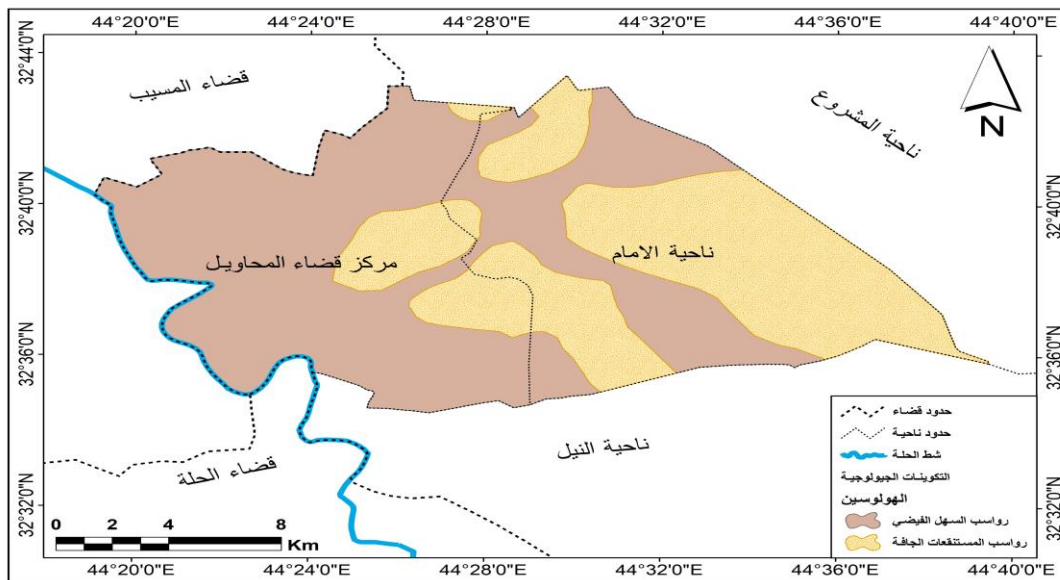 44°20'0"E 44°24'0"E 44°28'0"E 44°32'0"E 44°36'0"E 44°40'0"E
32°44'0"N
32°40'0"N
32°36'0"N
32°32'0"N
32°40'0"N
32°36'0"N
32°32'0"N
قضاء المسيب
ناحية المشروع
N
مركز قضاء المحاويل
ناحية الامام
ناحية النيل
قضاء الحلة
حدود قضاء
حدود ناحية
شط الحلة
التكوينات الجيولوجية
الهولوسين
رواسب السهل الفيضي
رواسب المستنقعات الجافة
0 2 4 8
Km
44°20'0"E 44°24'0"E 44°28'0"E 44°32'0"E 44°36'0"E 44°40'0"E